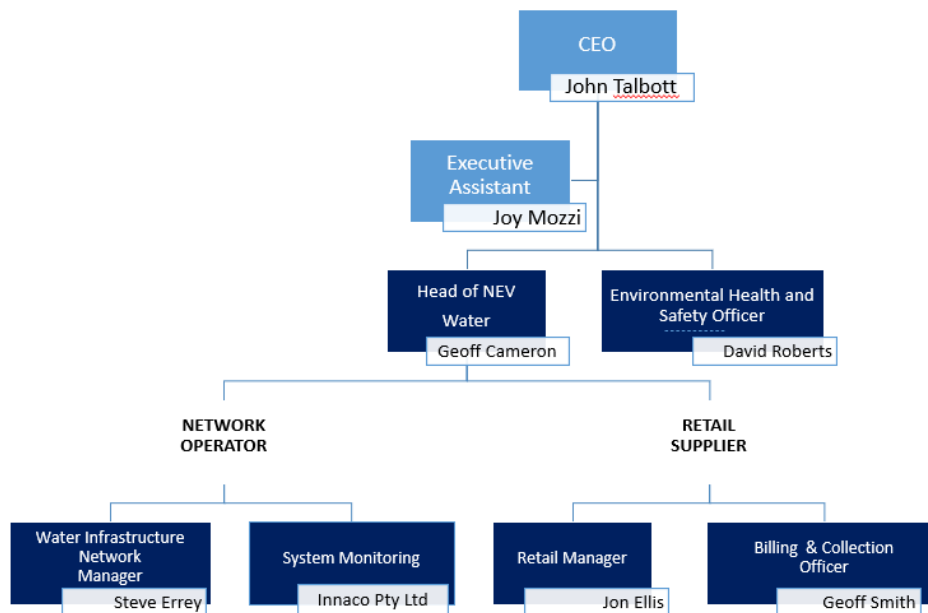 CEO
John Talbott
Executive
Assistant
Joy Mozzi
Head of NEV
Water
Geoff Cameron
Environmental Health and
Safety Officer
David Roberts
NETWORK
OPERATOR
RETAIL
SUPPLIER
Water Infrastructure
Network
Manager
Steve Errey
System Monitoring
Innaco Pty Ltd
Retail Manager
Jon Ellis
Billing & Collection
Officer
Geoff Smith